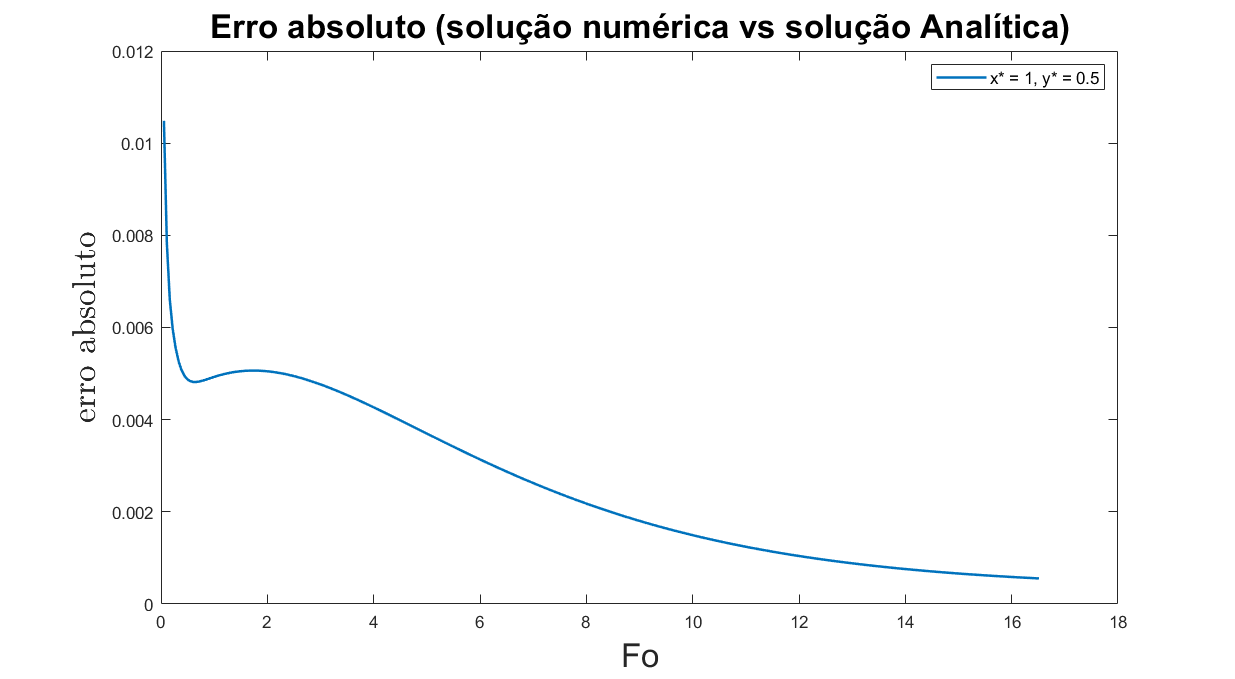 Erro absoluto (solução numérica vs solução Analítica)
0.012
x* = 1, y* = 0.5
0.01
0.008
0.006
0.004
0.002
0
erro absoluto
0 2 4 6 8 10 12 14 16 18
Fo